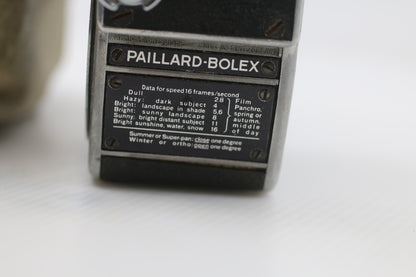 PAILLARD-BOLEX
Data for speed 16 frames/second
Dull
Hazy: dark subject 2.8 Film
Bright: landscape in shade 4 Panchro,
Bright: sunny landscape 5.6 spring or
Sunny: bright distant subject 8 autumn,
Bright sunshine, water, snow 11 middle
16 of day
Summer or Super-pan: close one degree
Winter or ortho: open one degree